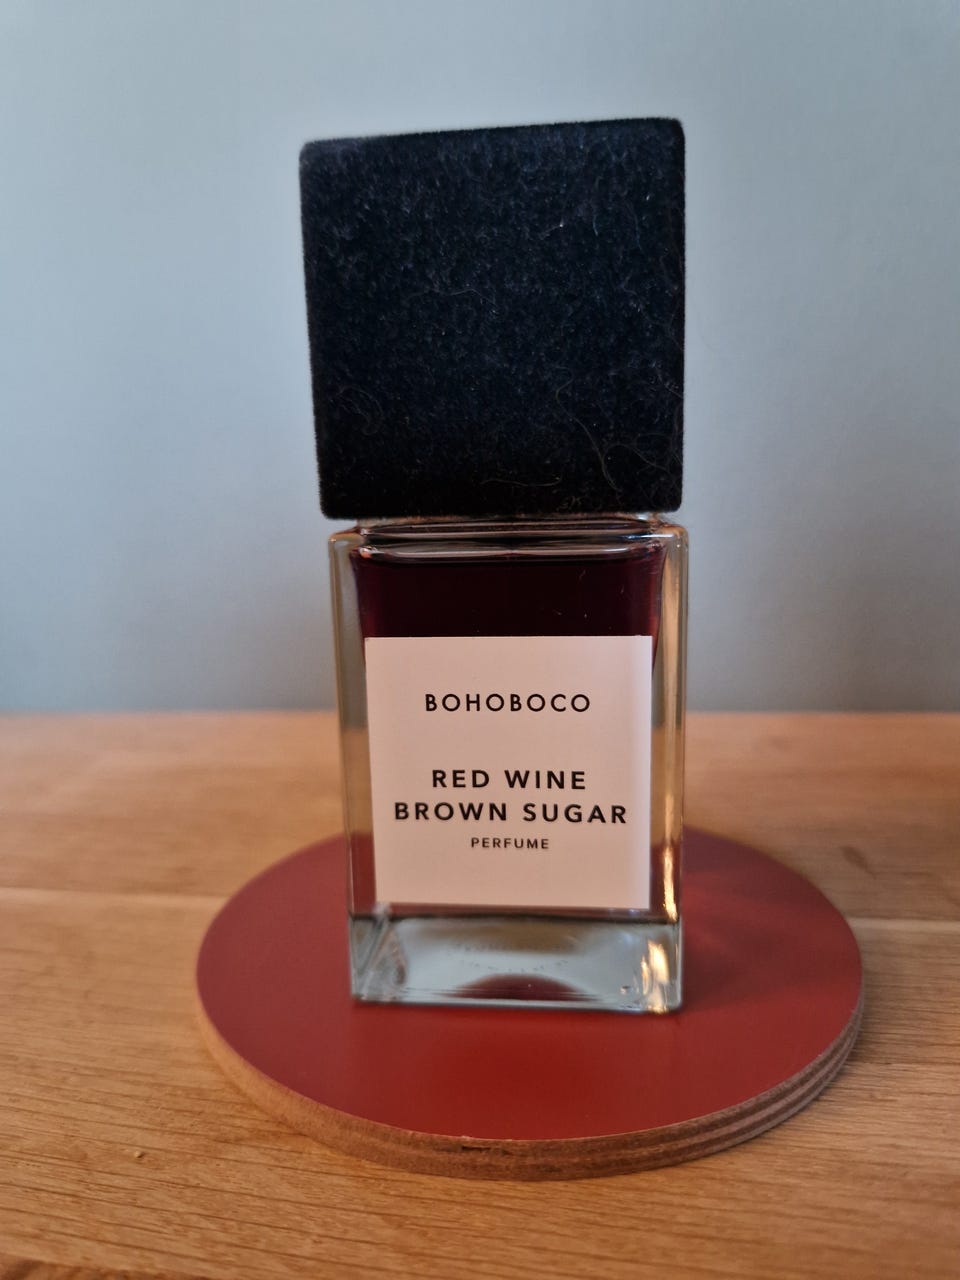 BOHOBOCO
RED WINE
BROWN SUGAR
PERFUME